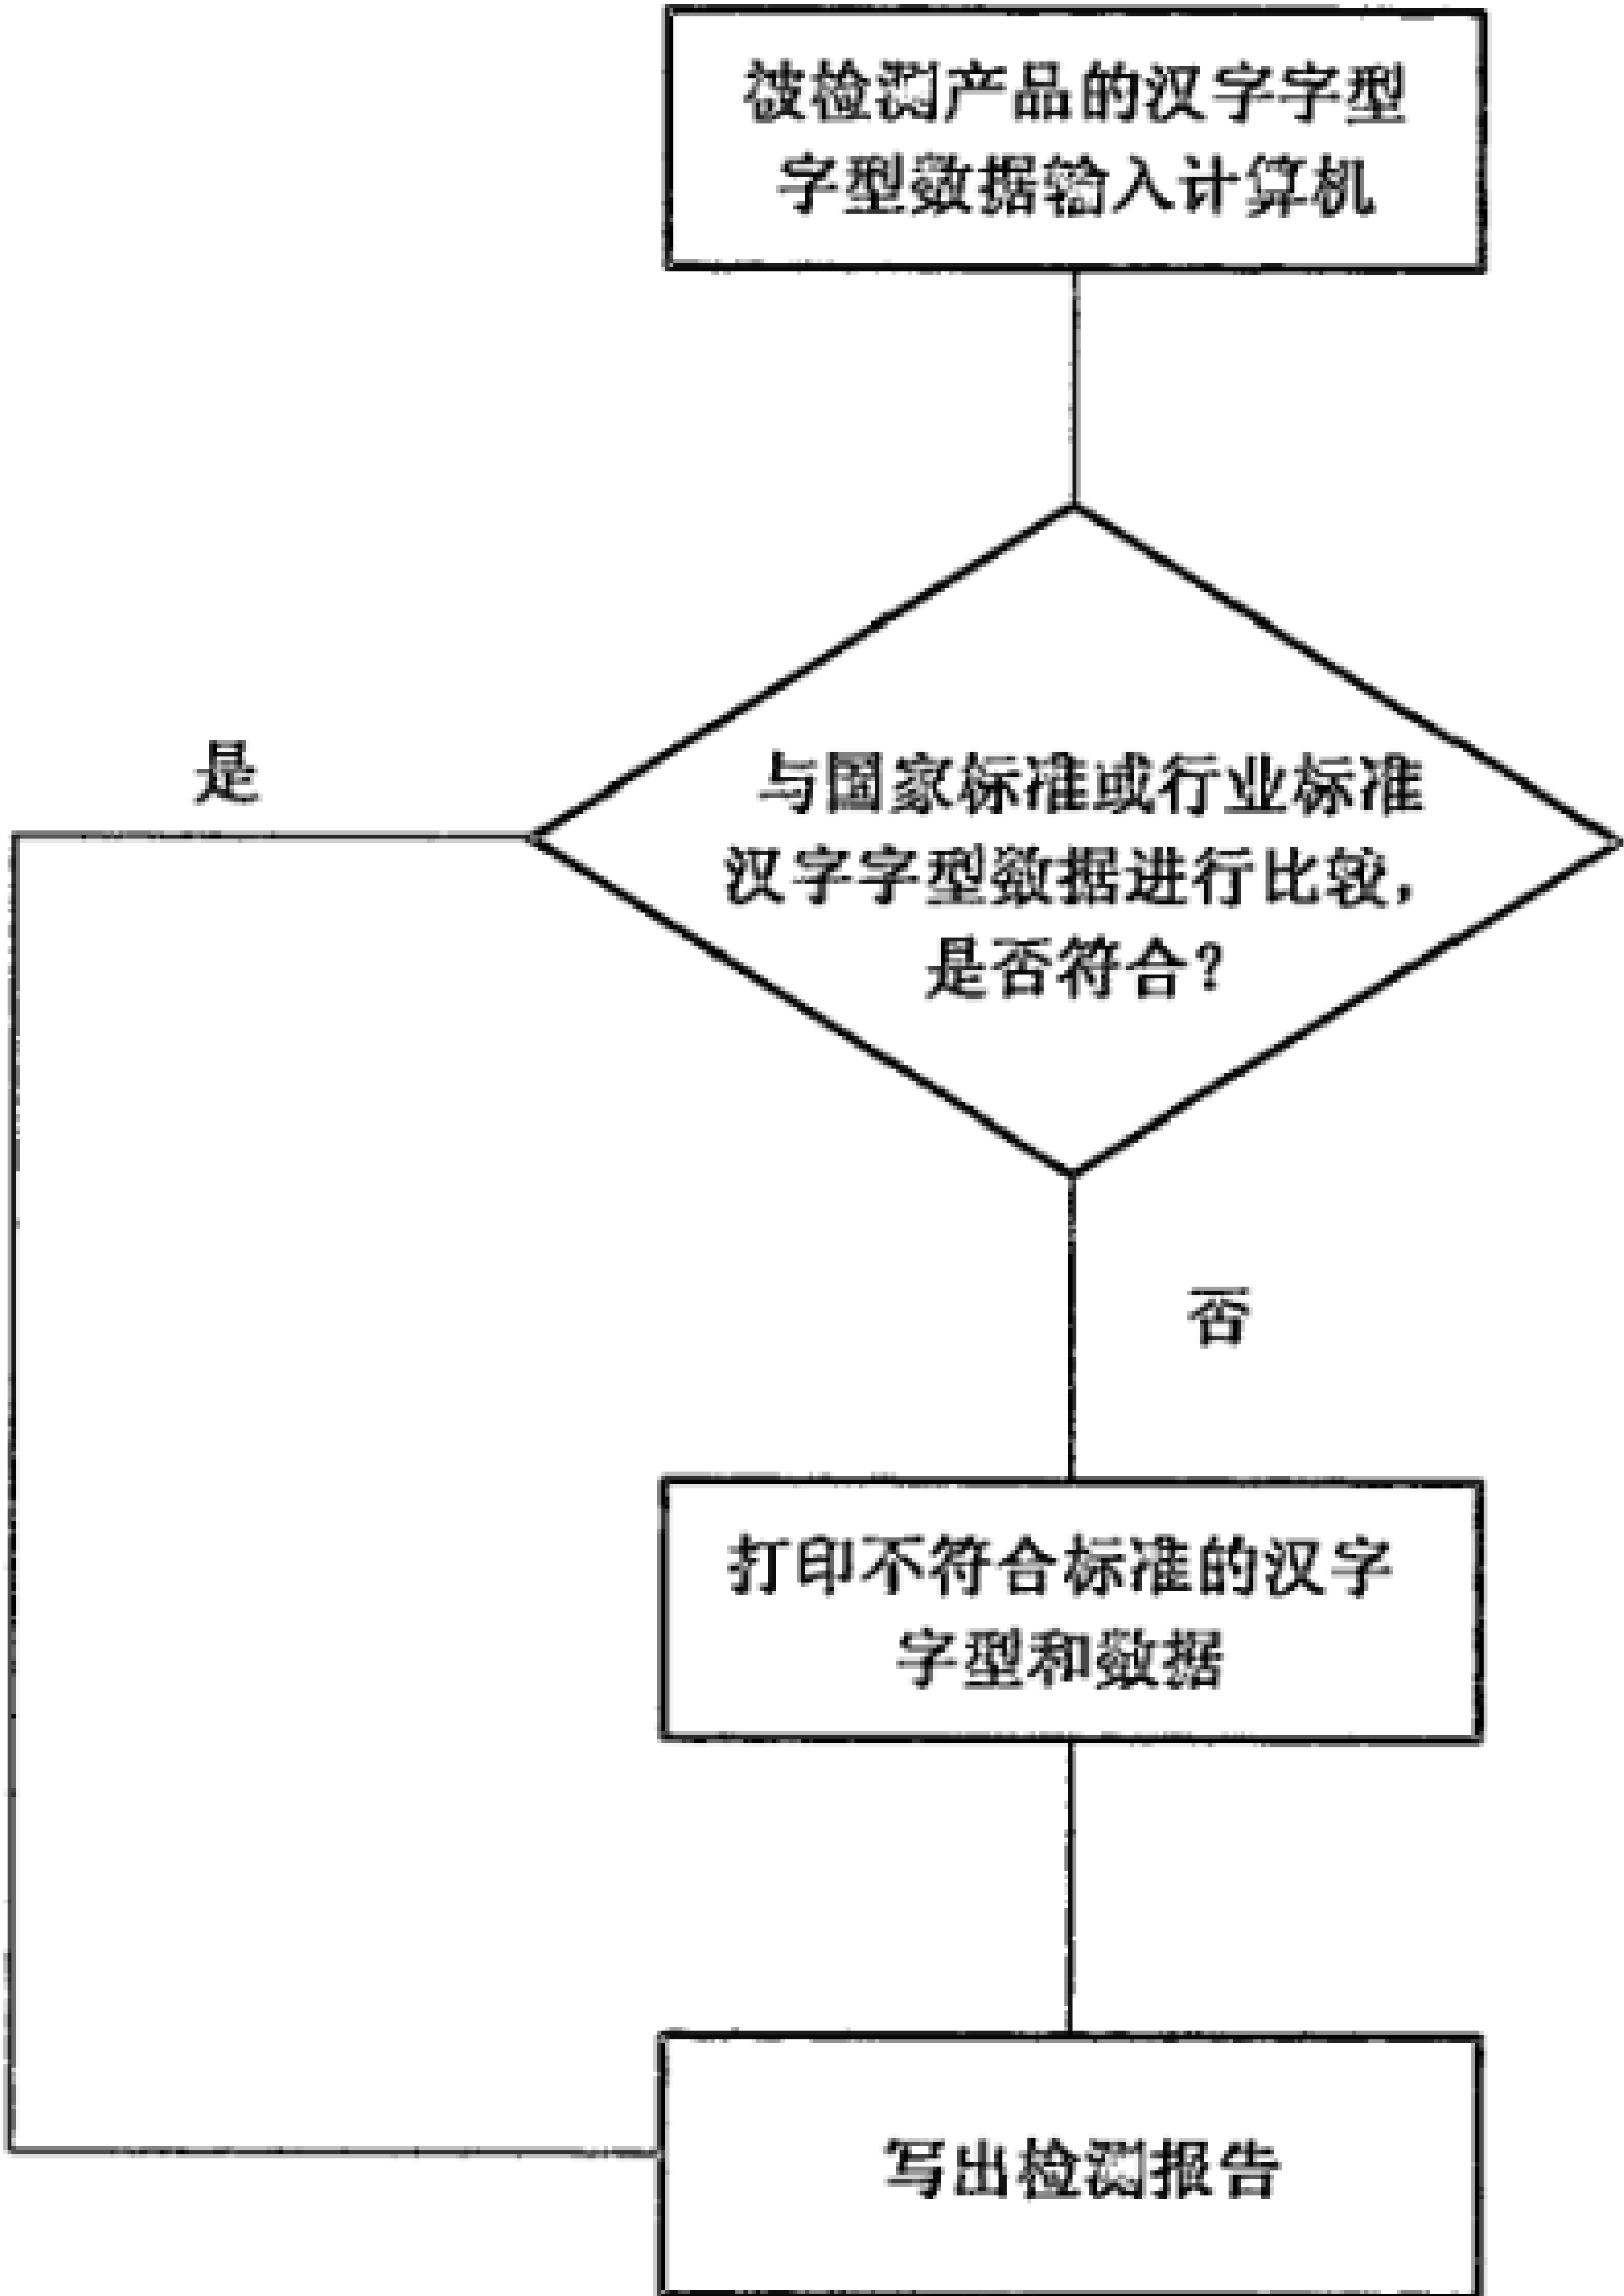 被检测产品的汉字字型
字型数据输入计算机
是
与国家标准或行业标准
汉字字型数据进行比较,
是否符合?
否
打印不符合标准的汉字
字型和数据
写出检测报告